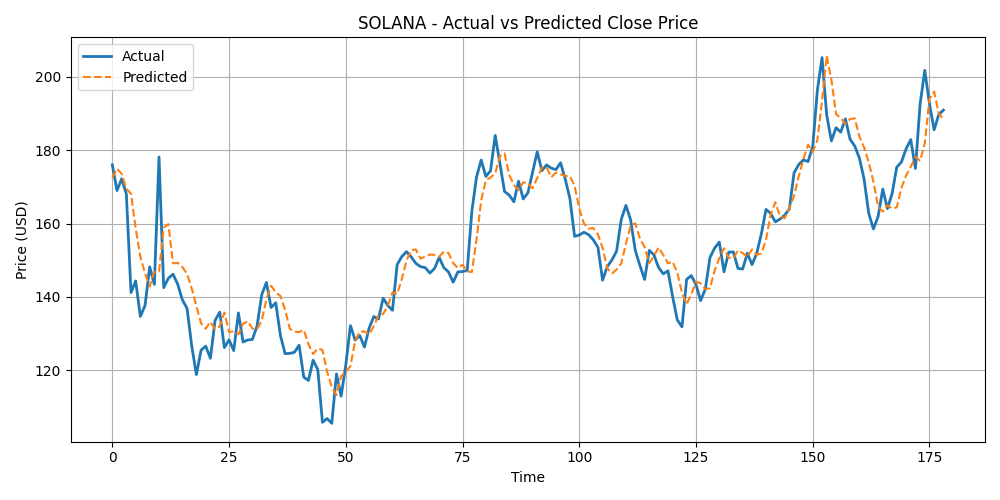 SOLANA - Actual vs Predicted Close Price
Actual
Predicted
Price (USD)
200
180
160
140
120
0 25 50 75 100 125 150 175
Time